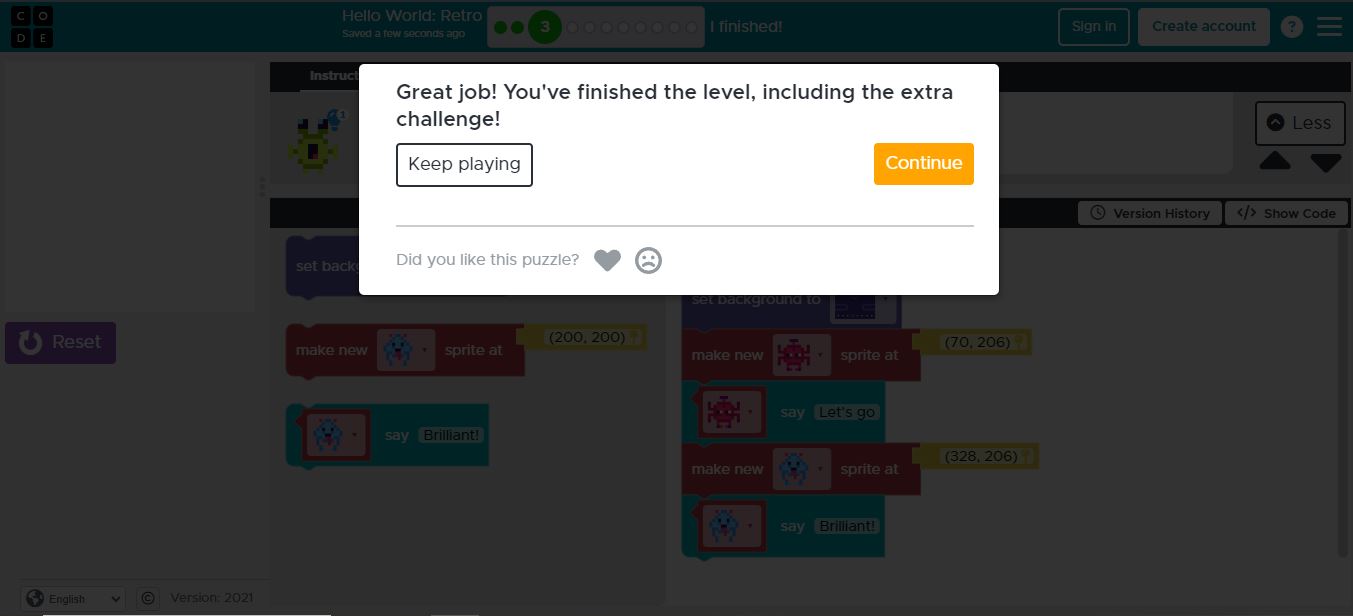 C O
D E
Hello World: Retro
Saved a few seconds ago
3
I finished!
Sign in
Create account
?
Instruct
1
Less
Great job! You've finished the level, including the extra
challenge!
Keep playing
Continue
Did you like this puzzle?
Version History
</> Show Code
Reset
set backg
make new
sprite at
(200, 200)
say
Brilliant!
set background to
make new
sprite at
(70, 206)
say
Let's go
make new
sprite at
(328, 206)
say
Brilliant!
English
©
Version: 2021